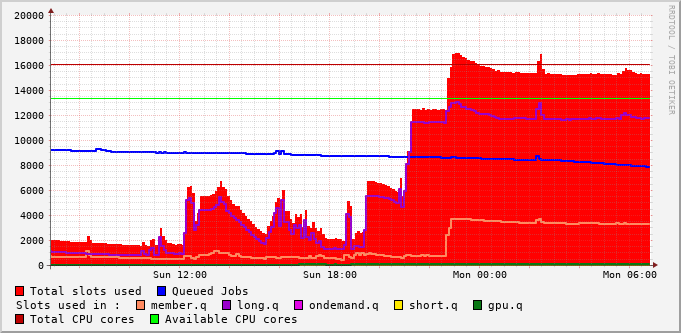 RRDTOOL / TOBI OETIKER
20000
18000
16000
14000
12000
10000
8000
6000
4000
2000
0
Sun 12:00 Sun 18:00 Mon 00:00 Mon 06:00
Total slots used Queued Jobs
Slots used in : member.q long.q ondemand.q short.q gpu.q
Total CPU cores Available CPU cores